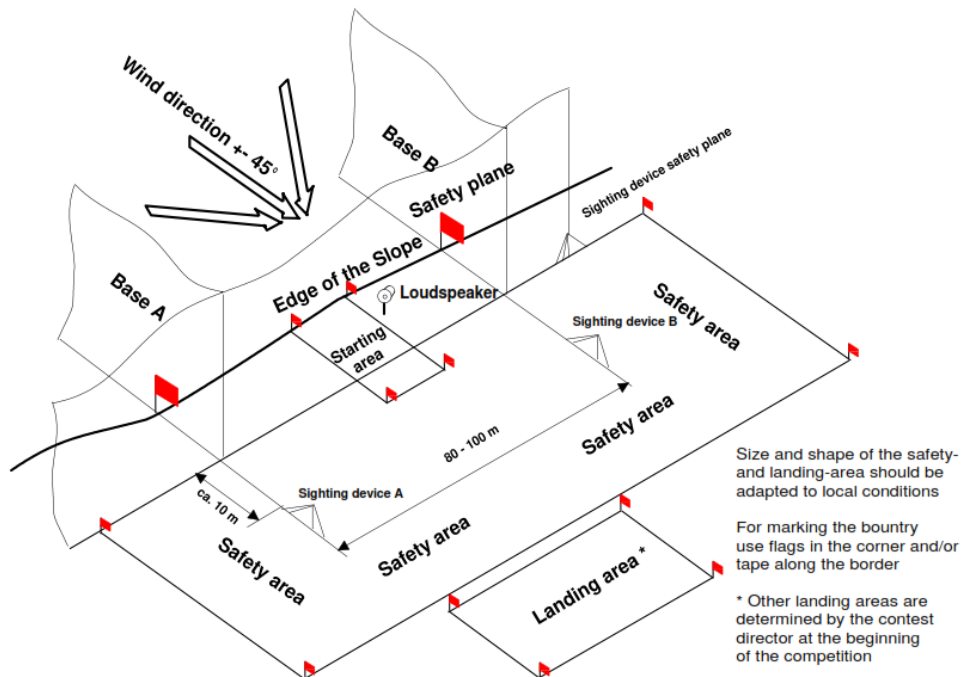 Wind direction +- 45°
Base B
Safety plane
Sighting device safety plane
Base A
Edge of the Slope
Loudspeaker
Safety area
Sighting device B
Starting
area
80 - 100 m
Safety area
ca. 10 m
Sighting device A
Safety area
Safety area
Landing area *
Size and shape of the safety-
and landing-area should be
adapted to local conditions
For marking the bountry
use flags in the corner and/or
tape along the border
* Other landing areas are
determined by the contest
director at the beginning
of the competition